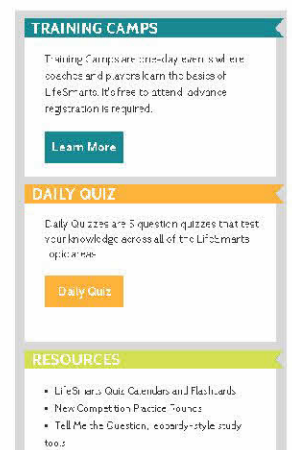 TRAINING CAMPS
Training Camps are one-day events where
coaches and players learn the basics of
LifeSmarts. It's free to attend, advance
registration is required.
Learn More
DAILY QUIZ
Daily Quizzes are 5 question quizzes that test
your knowledge across all of the LifeSmarts
topic areas
Daily Quiz
RESOURCES
• LifeSmarts Quiz Calendars and Flashcards
• New Competition Practice Rounds
• Tell Me the Question, Jeopardy-style study
tools